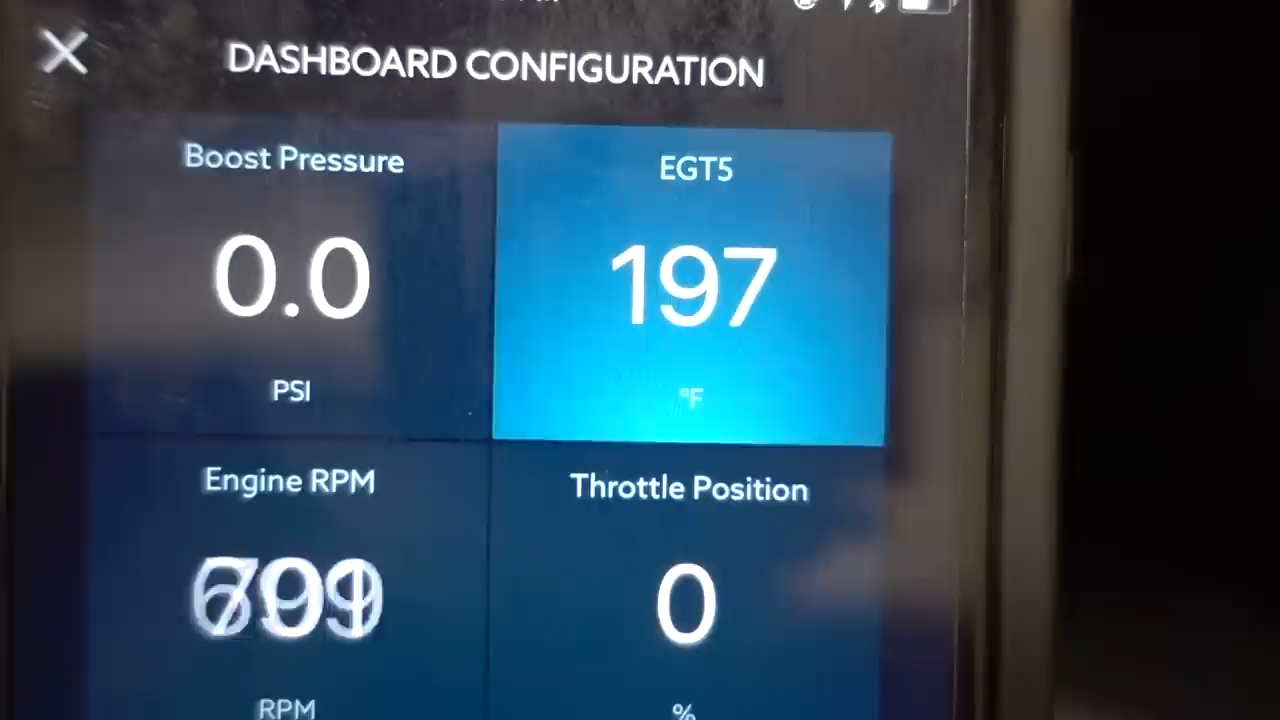 DASHBOARD CONFIGURATION
Boost Pressure
0.0
PSI
EGT5
197
°F
Engine RPM
RPM
Throttle Position
0
%